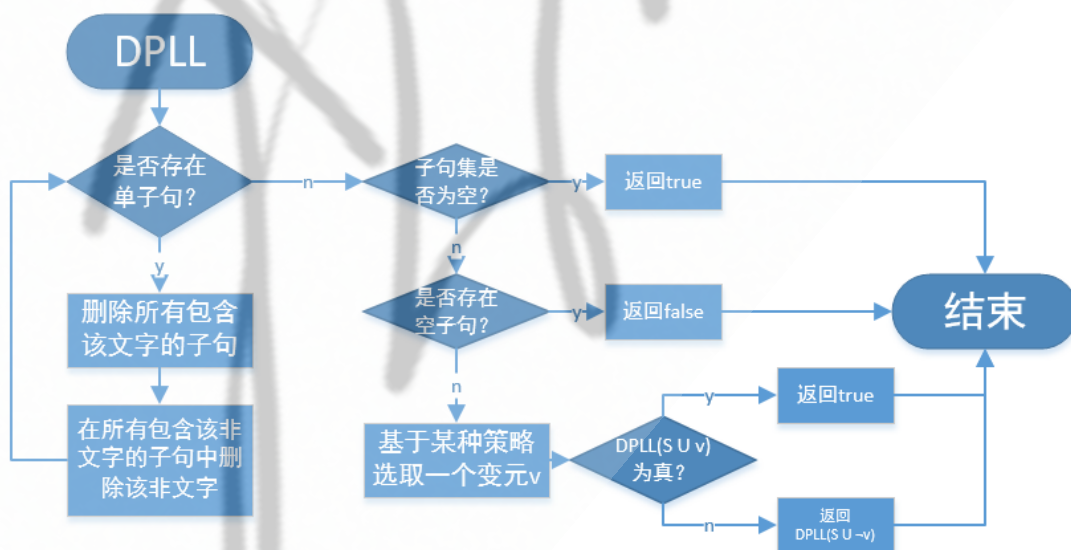 DPLL
是否存在
单子句？
n
子句集是
否为空？
y
返回true
y
n
删除所有包含
该文字的子句
是否存在
空子句？
y
返回false
结束
n
在所有包含该非
文字的子句中删
除该非文字
基于某种策略
选取一个变元v
DPLL(S U v)
为真？
y
返回true
n
返回
DPLL(S U ¬v)